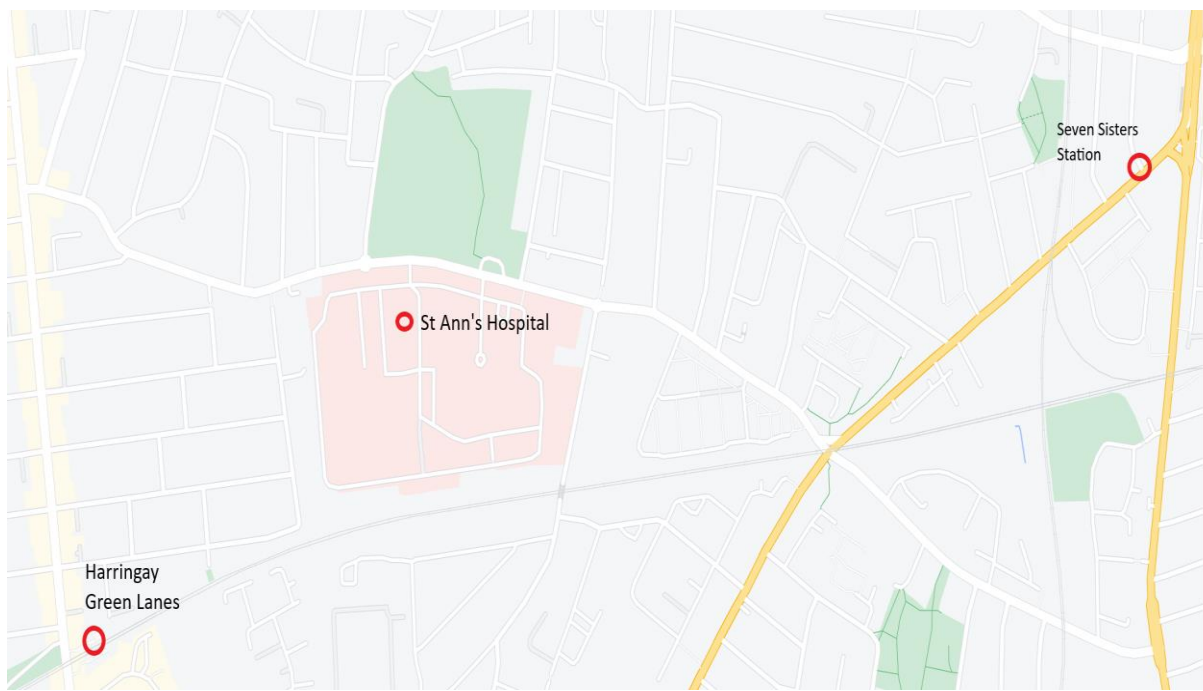 Seven Sisters
Station
St Ann's Hospital
Harringay
Green Lanes